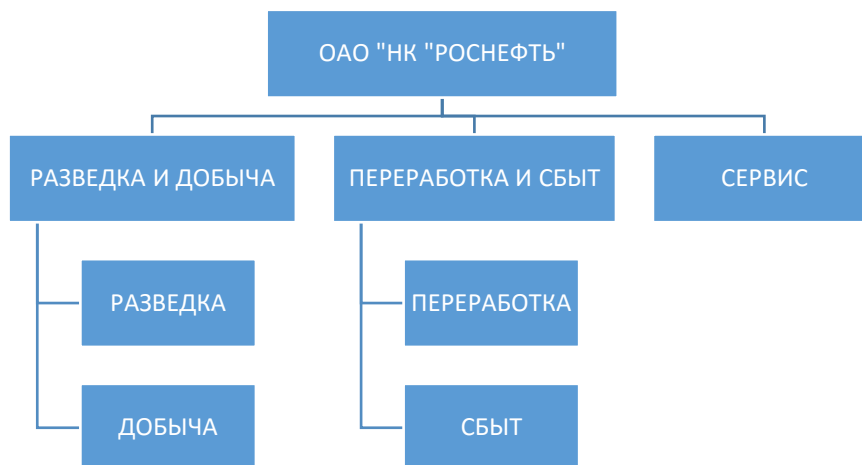 ОАО "НК "РОСНЕФТЬ"
РАЗВЕДКА И ДОБЫЧА
ПЕРЕРАБОТКА И СБЫТ
СЕРВИС
РАЗВЕДКА
ПЕРЕРАБОТКА
ДОБЫЧА
СБЫТ